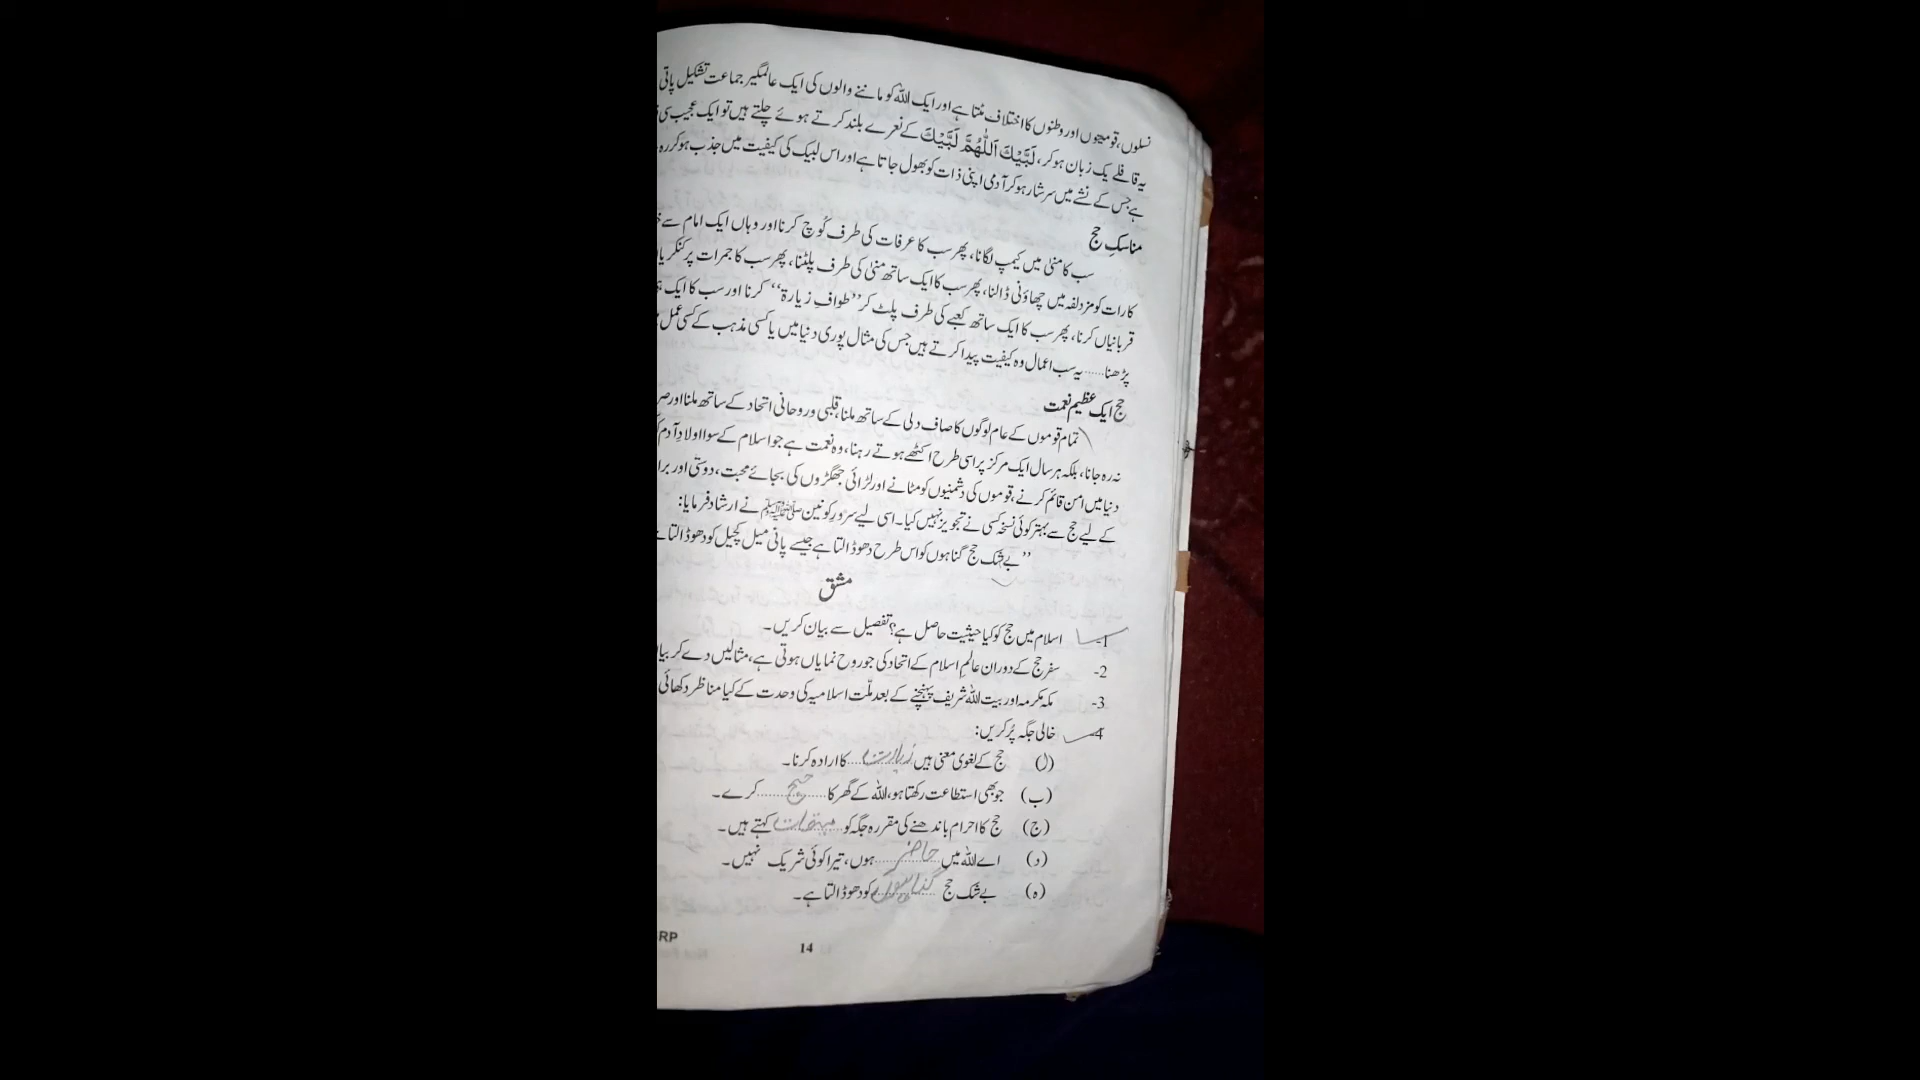 نسلوں، قومیتوں اور وطنوں کا اختلاف مٹتا ہے اور ایک اللہ کو ماننے والوں کی ایک عالمگیر جماعت تشکیل پاتی
یہ قافلے یک زبان ہو کر، لَبَّيْكَ اَللّٰهُمَّ لَبَّيْكَ کے نعرے بلند کرتے ہوئے چلتے ہیں تو ایک عجیب سی
ہے جس کے نشے میں سرشار ہو کر آدمی اپنی ذات کو بھول جاتا ہے اور اس لبیک کی کیفیت میں جذب ہو کر رہ
مناسکِ حج
سب کا منیٰ میں کیمپ لگانا، پھر سب کا عرفات کی طرف کُوچ کرنا اور وہاں ایک امام سے
کا رات کو مزدلفہ میں چھاؤنی ڈالنا، پھر سب کا ایک ساتھ منیٰ کی طرف پلٹنا، پھر سب کا جمرات پر
قربانیاں کرنا، پھر سب کا ایک ساتھ کعبے کی طرف پلٹ کر ’’طوافِ زیارۃ‘‘ کرنا اور سب کا ایک
پڑھنا...... یہ سب اعمال وہ کیفیت پیدا کرتے ہیں جس کی مثال پوری دنیا میں یا کسی مذہب کے کسی عمل
حج ایک عظیم نعمت
تمام قوموں کے عام لوگوں کا صاف دلی کے ساتھ ملنا، قلبی و روحانی اتحاد کے ساتھ ملنا اور
نہ رہ جانا، بلکہ ہر سال ایک مرکز پر اسی طرح اکٹھے ہوتے رہنا، وہ نعمت ہے جو اسلام کے سوا اولادِ آدم
دنیا میں امن قائم کرنے، قوموں کی دشمنیوں کو مٹانے اور لڑائی جھگڑوں کی بجائے محبت، دوستی اور
کے لیے حج سے بہتر کوئی نسخہ کسی نے تجویز نہیں کیا۔ اسی لیے سرورِ کونین ﷺ نے ارشاد فرمایا:
’’بے شک حج گناہوں کو اس طرح دھو ڈالتا ہے جیسے پانی میل کچیل کو دھو ڈالتا
مشق
1- اسلام میں حج کو کیا حیثیت حاصل ہے؟ تفصیل سے بیان کریں۔
2- سفرِ حج کے دوران عالمِ اسلام کے اتحاد کی جو روح نمایاں ہوتی ہے، مثالیں دے کر
3- مکہ مکرمہ اور بیت اللہ شریف پہنچنے کے بعد ملّت اسلامیہ کی وحدت کے کیا مناظر دکھائی
4- خالی جگہ پُر کریں:
(ا) حج کے لغوی معنی ہیں زیارت کا ارادہ کرنا۔
(ب) جو بھی استطاعت رکھتا ہو، اللہ کے گھر کا حج کرے۔
(ج) حج کا احرام باندھنے کی مقررہ جگہ کو میقات کہتے ہیں۔
(د) اے اللہ میں حاضر ہوں، تیرا کوئی شریک نہیں۔
(ہ) بے شک حج گناہوں کو دھو ڈالتا ہے۔
14
RP